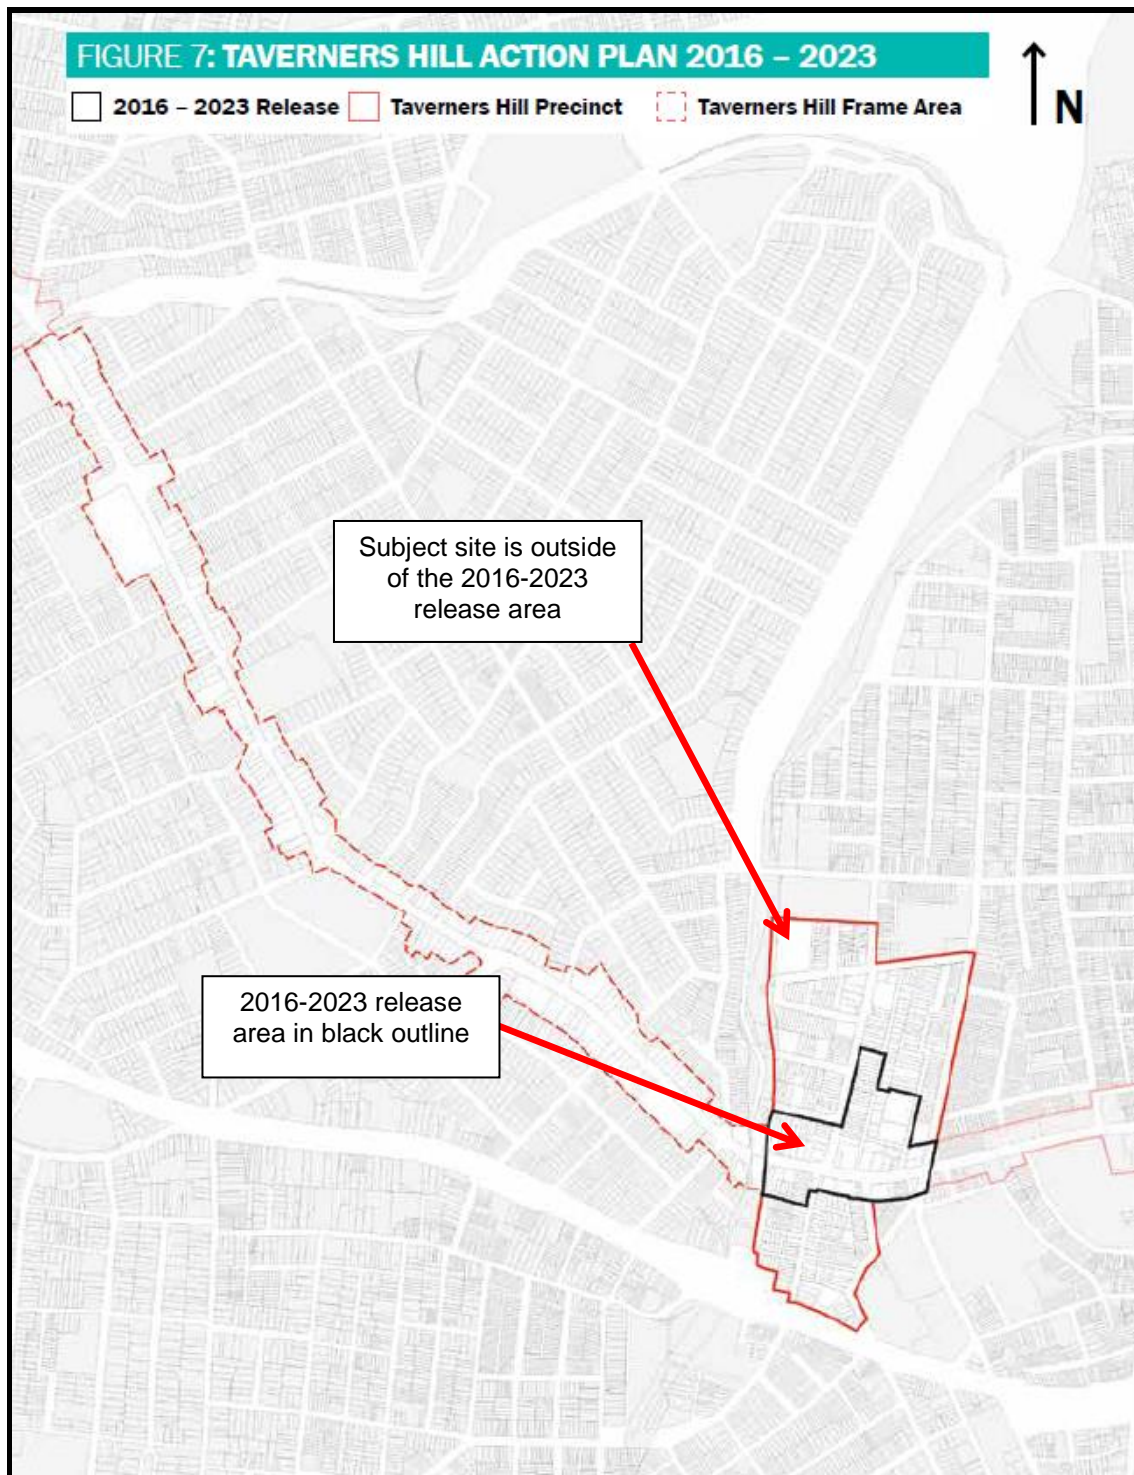 FIGURE 7: TAVERNERS HILL ACTION PLAN 2016 – 2023
2016 – 2023 Release Taverners Hill Precinct Taverners Hill Frame Area
N
Subject site is outside
of the 2016-2023
release area
2016-2023 release
area in black outline